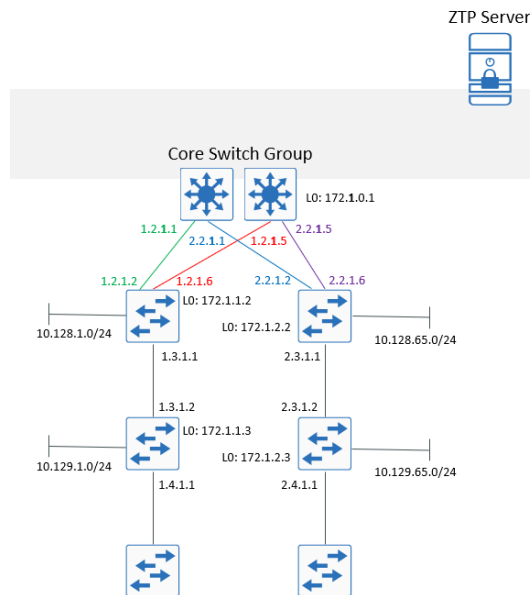 ZTP Server
Core Switch Group
L0: 172.1.0.1
1.2.1.1
2.2.1.1
1.2.1.5
2.2.1.5
1.2.1.2
1.2.1.6
2.2.1.2
2.2.1.6
L0: 172.1.1.2
L0: 172.1.2.2
10.128.1.0/24
10.128.65.0/24
1.3.1.1
2.3.1.1
1.3.1.2
2.3.1.2
L0: 172.1.1.3
L0: 172.1.2.3
10.129.1.0/24
10.129.65.0/24
1.4.1.1
2.4.1.1